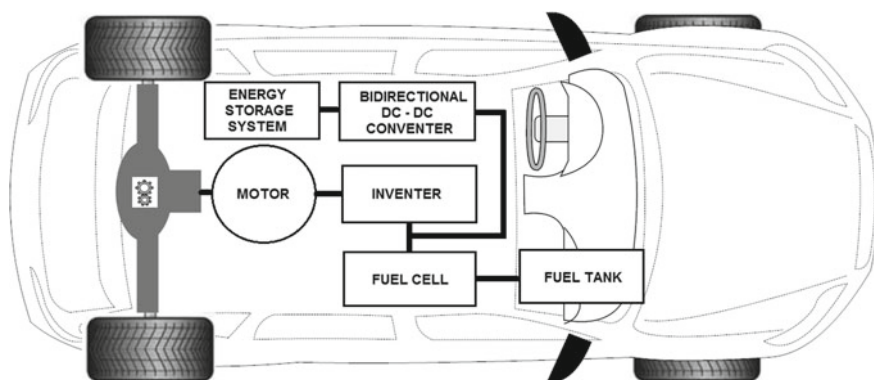 ENERGY
STORAGE
SYSTEM
BIDIRECTIONAL
DC - DC
CONVENTER
MOTOR
INVENTER
FUEL CELL
FUEL TANK